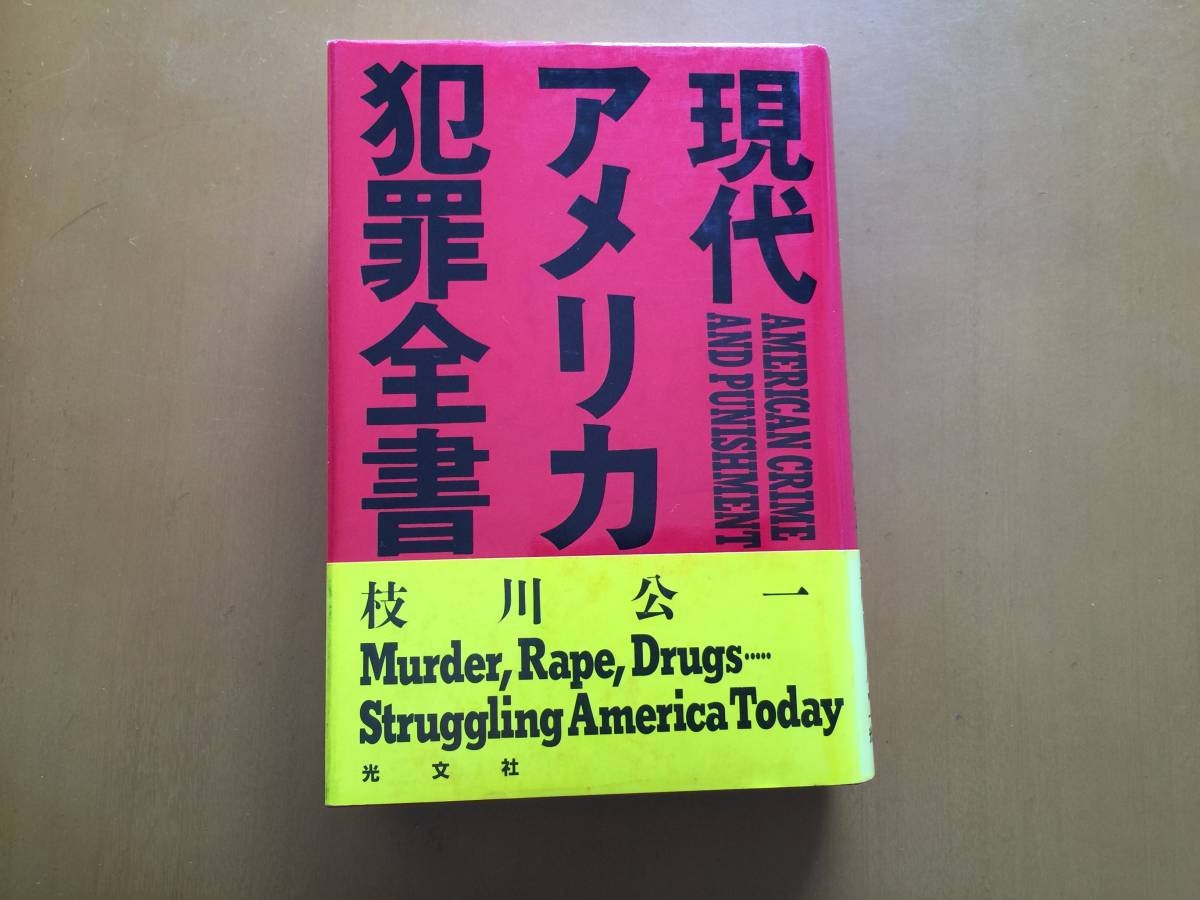 現代
アメリカ
犯罪全書
AMERICAN CRIME
AND PUNISHMENT
枝川公一
Murder, Rape, Drugs·····
Struggling America Today
光文社